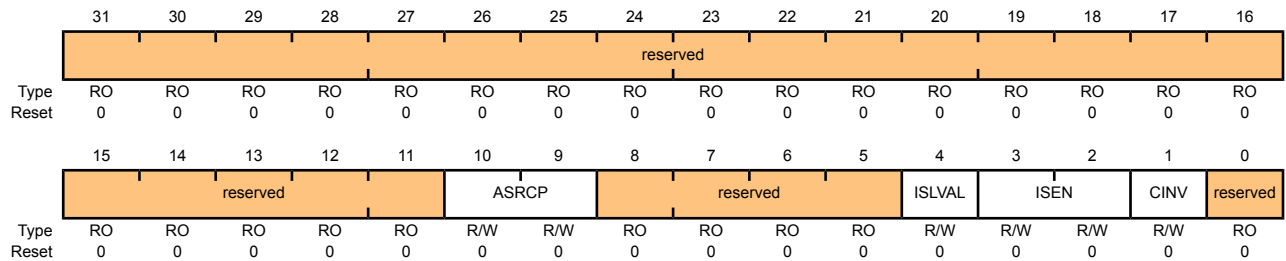 31 30 29 28 27 26 25 24 23 22 21 20 19 18 17 16
reserved
Type RO RO RO RO RO RO RO RO RO RO RO RO RO RO RO RO
Reset 0 0 0 0 0 0 0 0 0 0 0 0 0 0 0 0
15 14 13 12 11 10 9 8 7 6 5 4 3 2 1 0
reserved ASRCP reserved ISLVAL ISEN CINV reserved
Type RO RO RO RO RO R/W R/W RO RO RO RO R/W R/W R/W R/W RO
Reset 0 0 0 0 0 0 0 0 0 0 0 0 0 0 0 0